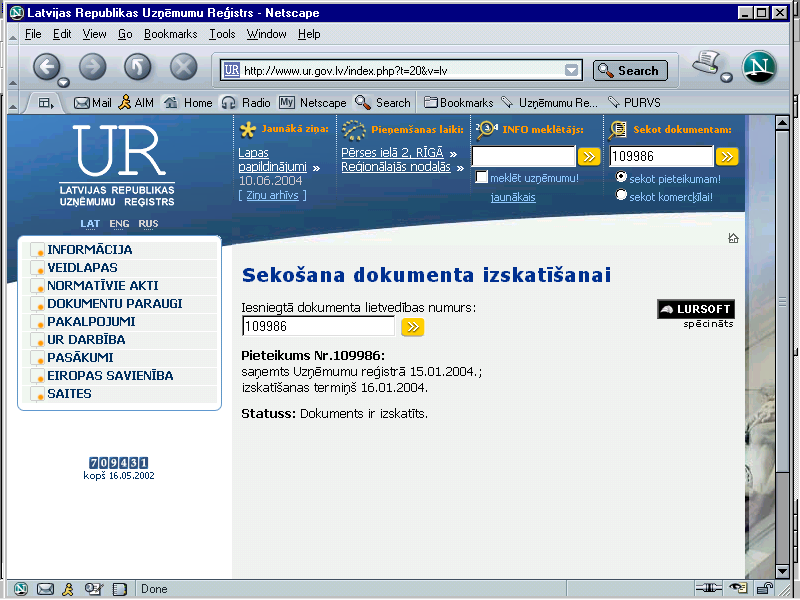 Latvijas Republikas Uzņēmumu Reģistrs - Netscape
File Edit View Go Bookmarks Tools Window Help
UR http://www.ur.gov.lv/index.php?t=20&v=lv
Search
N
Mail AIM Home Radio My Netscape Search Bookmarks Uzņēmumu Re... PURVS
UR
LATVIJAS REPUBLIKAS
UZŅĒMUMU REĢISTRS
LAT ENG RUS
Jaunākā ziņa:
Lapas
papildinājumi »
10.06.2004
[ Ziņu arhīvs ]
Pieņemšanas laiki:
Pērses ielā 2, RĪGĀ »
Reģionālajās nodaļās »
INFO meklētājs:
meklēt uzņēmumu!
jaunākais
Sekot dokumentam:
109986
sekot pieteikumam!
sekot komercķīlai!
INFORMĀCIJA
VEIDLAPAS
NORMATĪVIE AKTI
DOKUMENTU PARAUGI
PAKALPOJUMI
UR DARBĪBA
PASĀKUMI
EIROPAS SAVIENĪBA
SAITES
709431
kopš 16.05.2002
Sekošana dokumenta izskatīšanai
Iesniegtā dokumenta lietvedības numurs:
109986
LURSOFT
spēcināts
Pieteikums Nr.109986:
saņemts Uzņēmumu reģistrā 15.01.2004.;
izskatīšanas termiņš 16.01.2004.
Statuss: Dokuments ir izskatīts.
Done